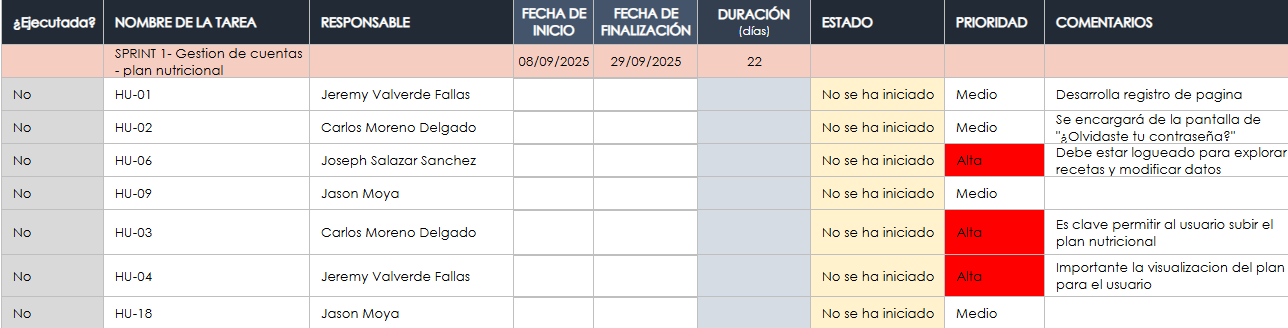 ¿Ejecutada? NOMBRE DE LA TAREA RESPONSABLE FECHA DE INICIO FECHA DE FINALIZACIÓN DURACIÓN (días) ESTADO PRIORIDAD COMENTARIOS
SPRINT 1- Gestion de cuentas - plan nutricional 08/09/2025 29/09/2025 22
No HU-01 Jeremy Valverde Fallas No se ha iniciado Medio Desarrolla registro de pagina
No HU-02 Carlos Moreno Delgado No se ha iniciado Medio Se encargará de la pantalla de "¿Olvidaste tu contraseña?"
No HU-06 Joseph Salazar Sanchez No se ha iniciado Alta Debe estar logueado para explorar recetas y modificar datos
No HU-09 Jason Moya No se ha iniciado Medio
No HU-03 Carlos Moreno Delgado No se ha iniciado Alta Es clave permitir al usuario subir el plan nutricional
No HU-04 Jeremy Valverde Fallas No se ha iniciado Alta Importante la visualizacion del plan para el usuario
No HU-18 Jason Moya No se ha iniciado Medio